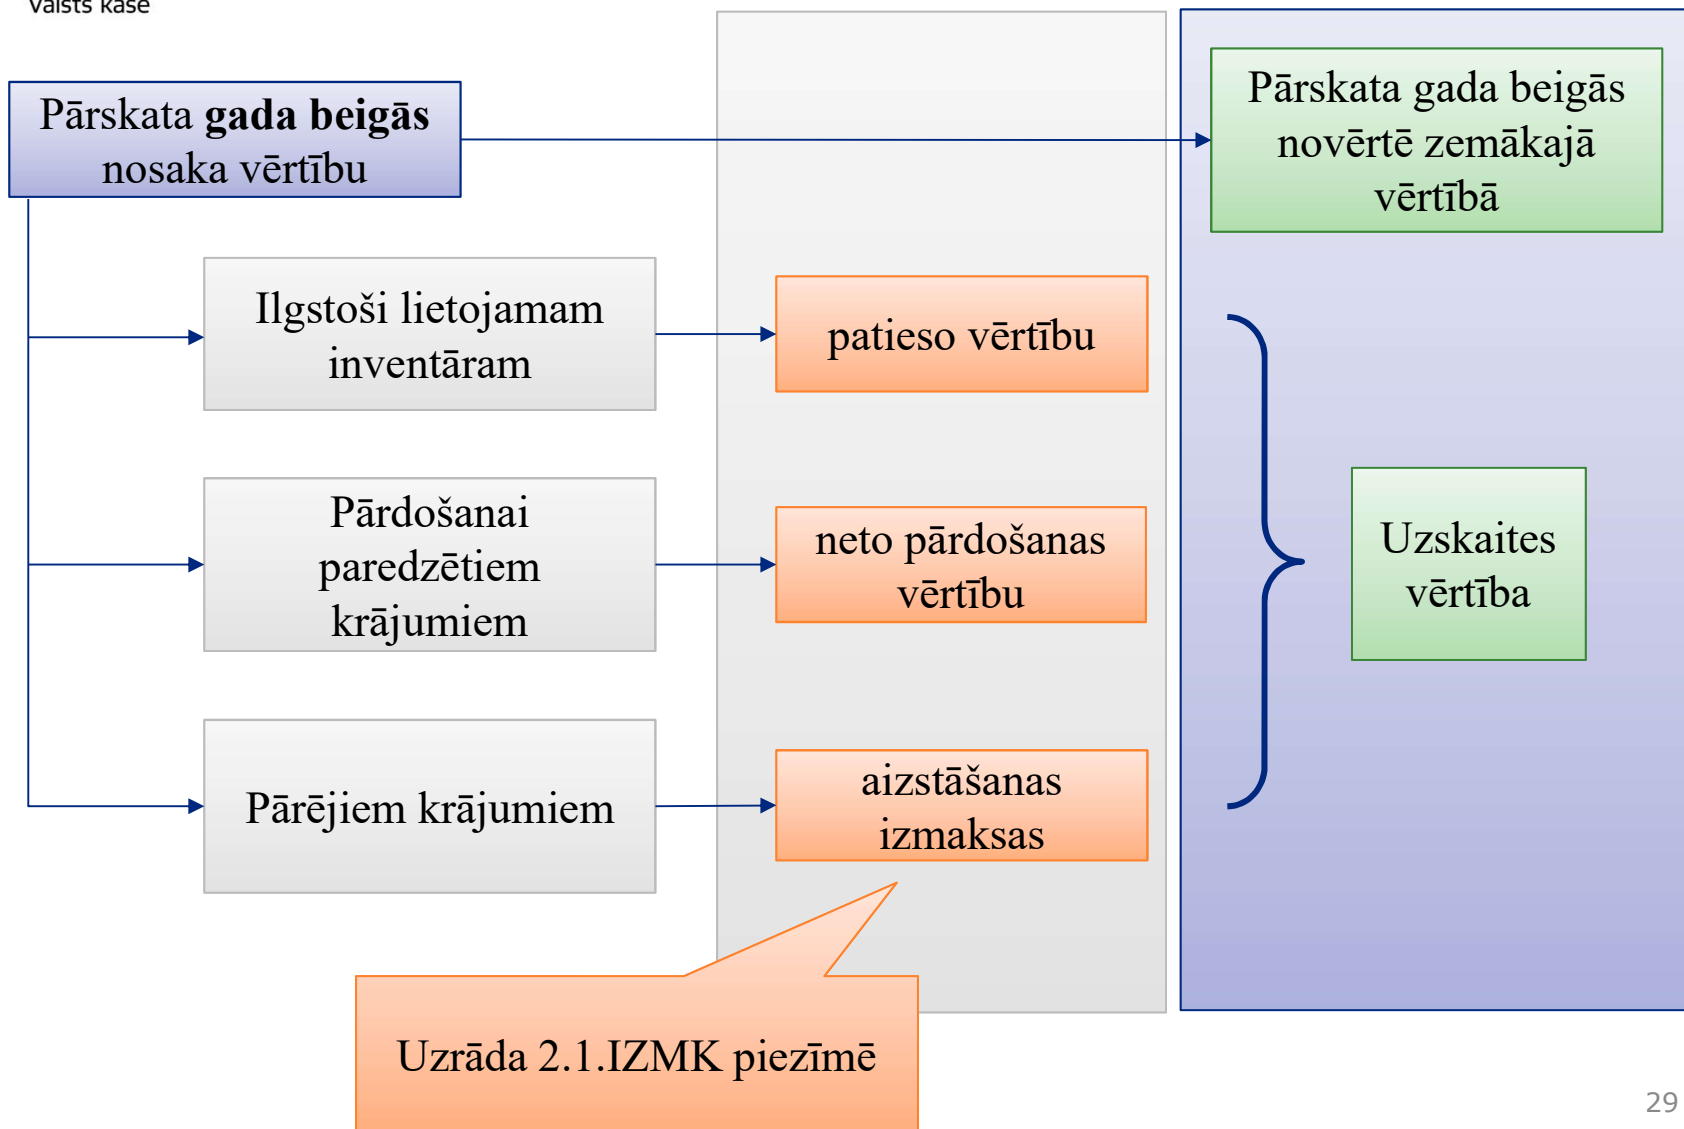 Valsts kase
Pārskata gada beigās
nosaka vērtību
Pārskata gada beigās
novērtē zemākajā
vērtībā
Ilgstoši lietojamam
inventāram
patieso vērtību
Pārdošanai
paredzētiem
krājumiem
neto pārdošanas
vērtību
Uzskaites
vērtība
Pārējiem krājumiem
aizstāšanas
izmaksas
Uzrāda 2.1.IZMK piezīmē
29